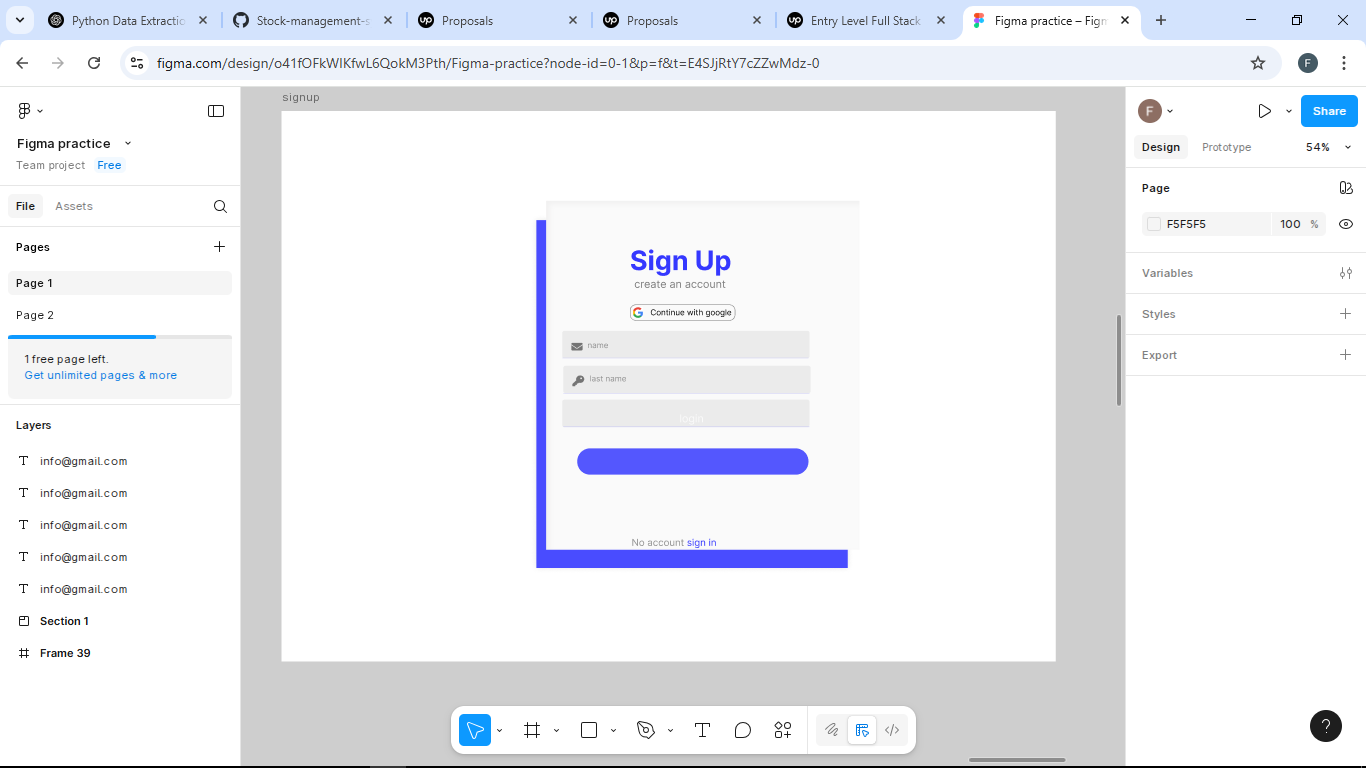 Python Data Extractio
Stock-management-s
Proposals
Proposals
Entry Level Full Stack
Figma practice – Figm
figma.com/design/o41fOFkWIKfwL6QokM3Pth/Figma-practice?node-id=0-1&p=f&t=E4SJjRtY7cZZwMdz-0
F
Figma practice
Team project
Free
File
Assets
Pages
Page 1
Page 2
1 free page left.
Get unlimited pages & more
Layers
info@gmail.com
info@gmail.com
info@gmail.com
info@gmail.com
info@gmail.com
Section 1
Frame 39
signup
Sign Up
create an account
Continue with google
name
last name
login
No account sign in
F
Share
Design
Prototype
54%
Page
F5F5F5
100
%
Variables
Styles
Export
?